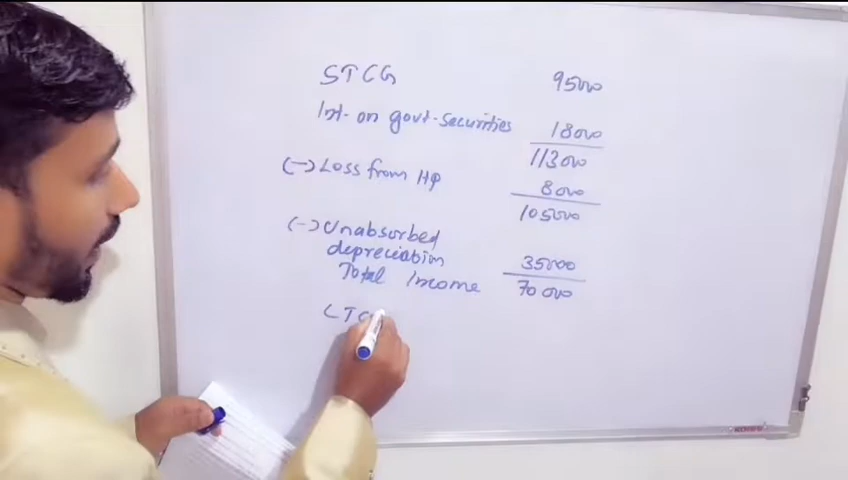 STCG 95000
Int. on govt. securities 18000
113000
(-) Loss from HP 8000
105000
(-) Unabsorbed
depreciation 35000
Total Income 70000
LTC